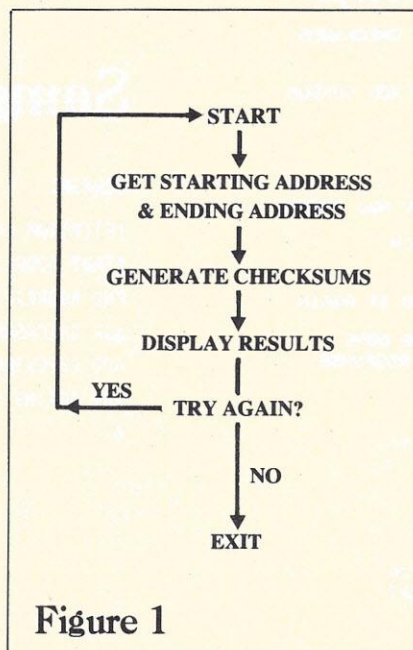 START
GET STARTING ADDRESS
& ENDING ADDRESS
GENERATE CHECKSUMS
DISPLAY RESULTS
YES
TRY AGAIN?
NO
EXIT
Figure 1